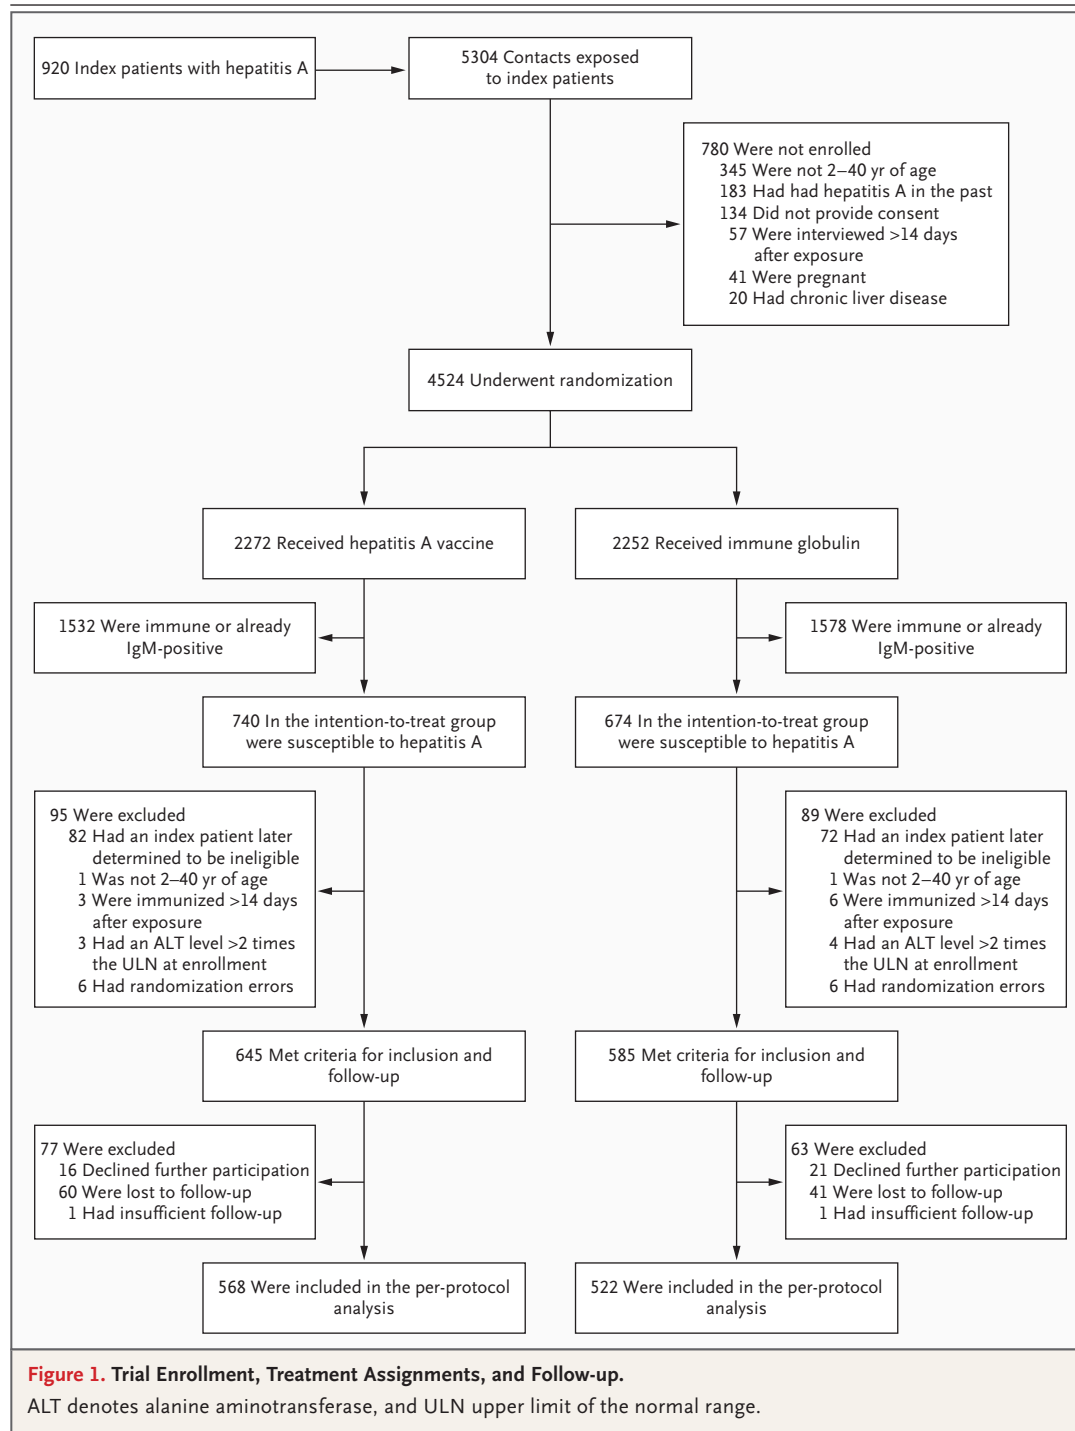 920 Index patients with hepatitis A
5304 Contacts exposed
to index patients
780 Were not enrolled
345 Were not 2–40 yr of age
183 Had had hepatitis A in the past
134 Did not provide consent
57 Were interviewed >14 days
after exposure
41 Were pregnant
20 Had chronic liver disease
4524 Underwent randomization
2272 Received hepatitis A vaccine
2252 Received immune globulin
1532 Were immune or already
IgM-positive
1578 Were immune or already
IgM-positive
740 In the intention-to-treat group
were susceptible to hepatitis A
674 In the intention-to-treat group
were susceptible to hepatitis A
95 Were excluded
82 Had an index patient later
determined to be ineligible
1 Was not 2–40 yr of age
3 Were immunized >14 days
after exposure
3 Had an ALT level >2 times
the ULN at enrollment
6 Had randomization errors
89 Were excluded
72 Had an index patient later
determined to be ineligible
1 Was not 2–40 yr of age
6 Were immunized >14 days
after exposure
4 Had an ALT level >2 times
the ULN at enrollment
6 Had randomization errors
645 Met criteria for inclusion and
follow-up
585 Met criteria for inclusion and
follow-up
77 Were excluded
16 Declined further participation
60 Were lost to follow-up
1 Had insufficient follow-up
63 Were excluded
21 Declined further participation
41 Were lost to follow-up
1 Had insufficient follow-up
568 Were included in the per-protocol
analysis
522 Were included in the per-protocol
analysis
Figure 1. Trial Enrollment, Treatment Assignments, and Follow-up.
ALT denotes alanine aminotransferase, and ULN upper limit of the normal range.